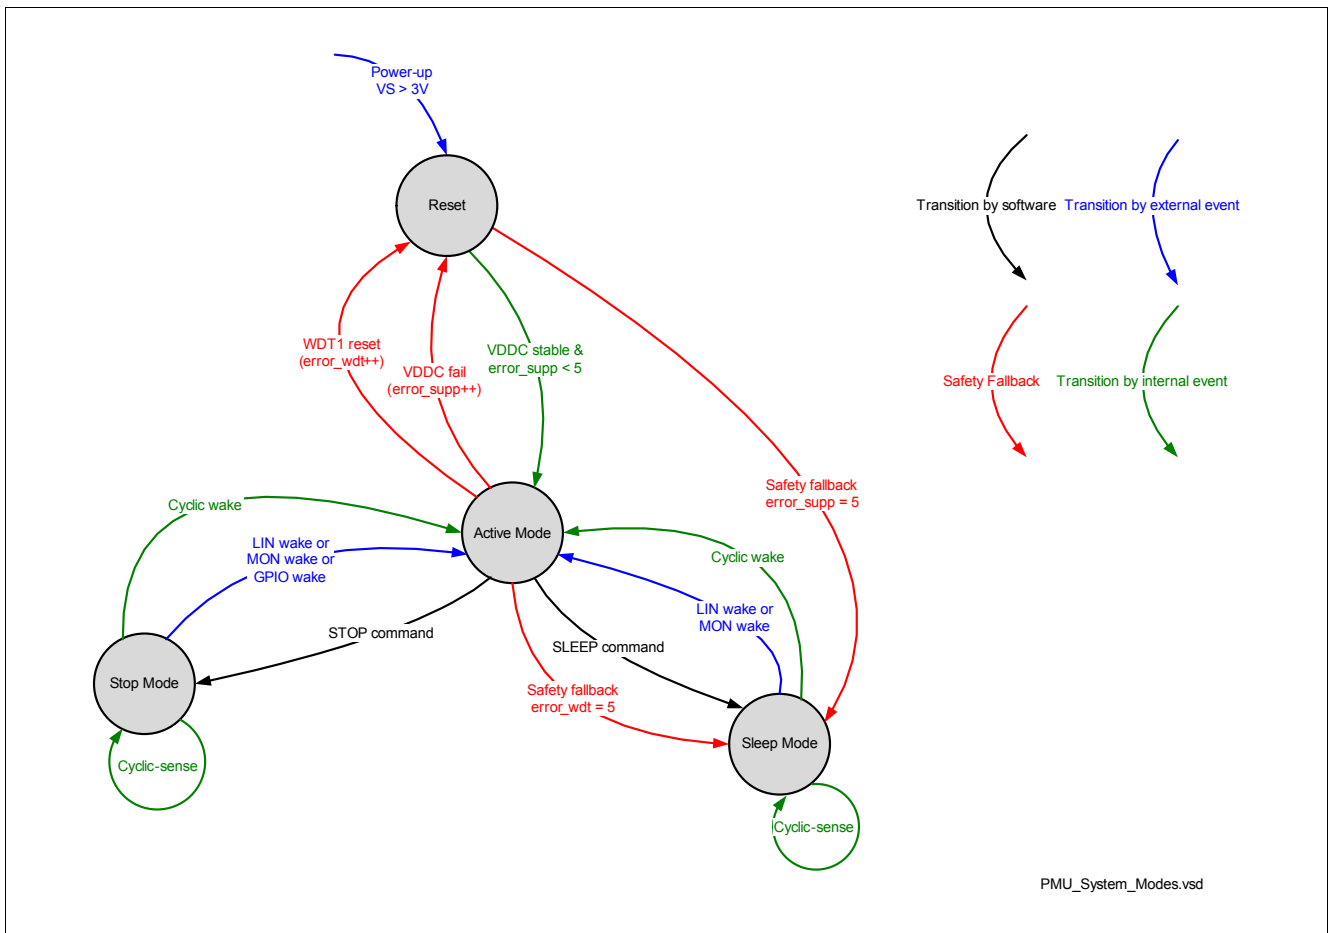 Power-up
VS > 3V
Reset
Transition by software
Transition by external event
WDT1 reset
(error_wdt++)
VDDC fail
(error_supp++)
VDDC stable &
error_supp < 5
Safety Fallback
Transition by internal event
Safety fallback
error_supp = 5
Cyclic wake
Active Mode
LIN wake or
MON wake or
GPIO wake
Cyclic wake
LIN wake or
MON wake
STOP command
SLEEP command
Stop Mode
Safety fallback
error_wdt = 5
Sleep Mode
Cyclic-sense
Cyclic-sense
PMU_System_Modes.vsd